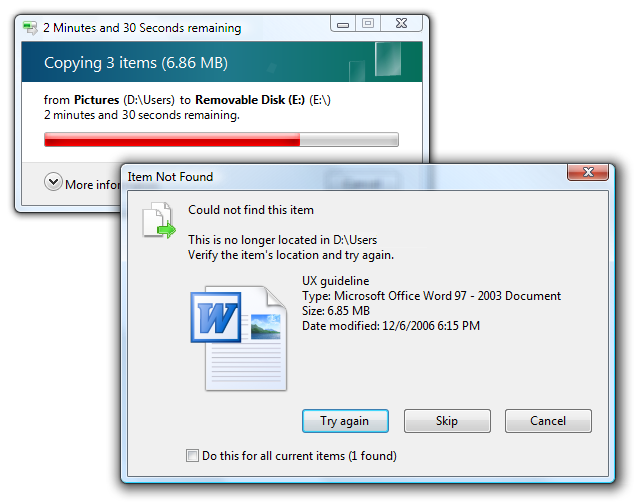 2 Minutes and 30 Seconds remaining
Copying 3 items (6.86 MB)
from Pictures (D:\Users) to Removable Disk (E:) (E:\)
2 minutes and 30 seconds remaining.
More
Item Not Found
Could not find this item
This is no longer located in D:\Users
Verify the item's location and try again.
W
UX guideline
Type: Microsoft Office Word 97 - 2003 Document
Size: 6.85 MB
Date modified: 12/6/2006 6:15 PM
Try again
Skip
Cancel
Do this for all current items (1 found)